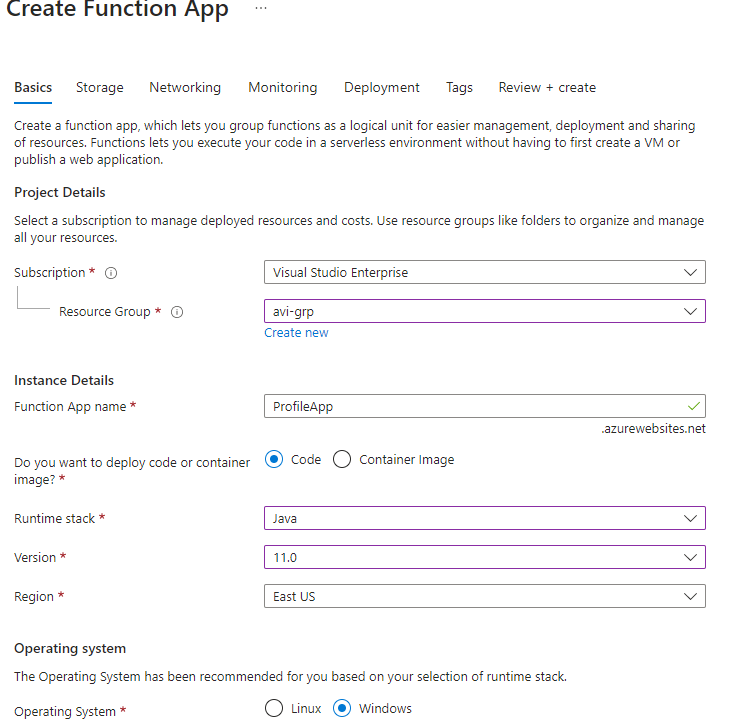 Create Function App ...
Basics Storage Networking Monitoring Deployment Tags Review + create
Create a function app, which lets you group functions as a logical unit for easier management, deployment and sharing
of resources. Functions lets you execute your code in a serverless environment without having to first create a VM or
publish a web application.
Project Details
Select a subscription to manage deployed resources and costs. Use resource groups like folders to organize and manage
all your resources.
Subscription * Visual Studio Enterprise
Resource Group * avi-grp
Create new
Instance Details
Function App name * ProfileApp
.azurewebsites.net
Do you want to deploy code or container
image? * Code Container Image
Runtime stack * Java
Version * 11.0
Region * East US
Operating system
The Operating System has been recommended for you based on your selection of runtime stack.
Operating System * Linux Windows